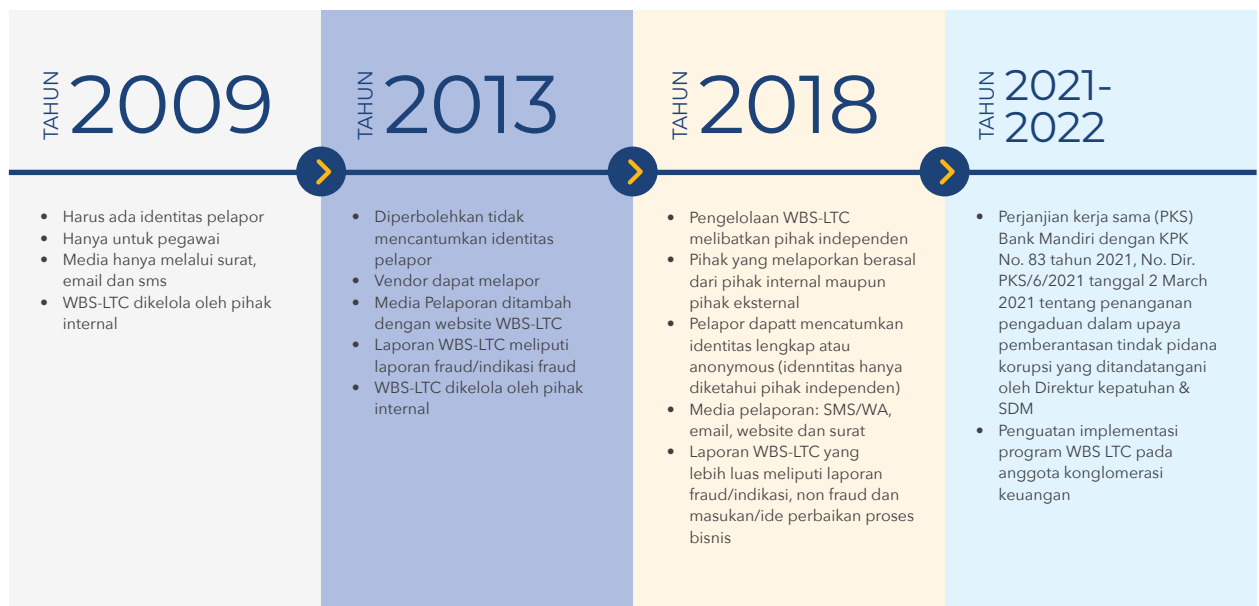 TAHUN 2009
• Harus ada identitas pelapor
• Hanya untuk pegawai
• Media hanya melalui surat,
email dan sms
• WBS-LTC dikelola oleh pihak
internal
TAHUN 2013
• Diperbolehkan tidak
mencantumkan identitas
pelapor
• Vendor dapat melapor
• Media Pelaporan ditambah
dengan website WBS-LTC
• Laporan WBS-LTC meliputi
laporan fraud/indikasi fraud
• WBS-LTC dikelola oleh pihak
internal
TAHUN 2018
• Pengelolaan WBS-LTC
melibatkan pihak independen
• Pihak yang melaporkan berasal
dari pihak internal maupun
pihak eksternal
• Pelapor dapatt mencatumkan
identitas lengkap atau
anonymous (idenntitas hanya
diketahui pihak independen)
• Media pelaporan: SMS/WA,
email, website dan surat
• Laporan WBS-LTC yang
lebih luas meliputi laporan
fraud/indikasi, non fraud dan
masukan/ide perbaikan proses
bisnis
TAHUN 2021-
2022
• Perjanjian kerja sama (PKS)
Bank Mandiri dengan KPK
No. 83 tahun 2021, No. Dir.
PKS/6/2021 tanggal 2 March
2021 tentang penanganan
pengaduan dalam upaya
pemberantasan tindak pidana
korupsi yang ditandatangani
oleh Direktur kepatuhan &
SDM
• Penguatan implementasi
program WBS LTC pada
anggota konglomerasi
keuangan